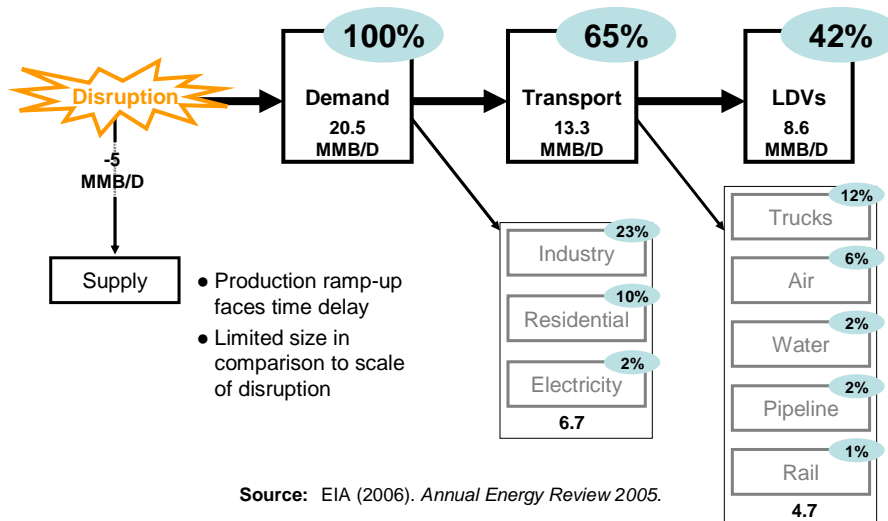 100%
65%
42%
Disruption
Demand
20.5
MMB/D
Transport
13.3
MMB/D
LDVs
8.6
MMB/D
-5
MMB/D
Supply
● Production ramp-up
faces time delay
● Limited size in
comparison to scale
of disruption
23%
Industry
10%
Residential
2%
Electricity
6.7
12%
Trucks
6%
Air
2%
Water
2%
Pipeline
1%
Rail
4.7
Source: EIA (2006). Annual Energy Review 2005.